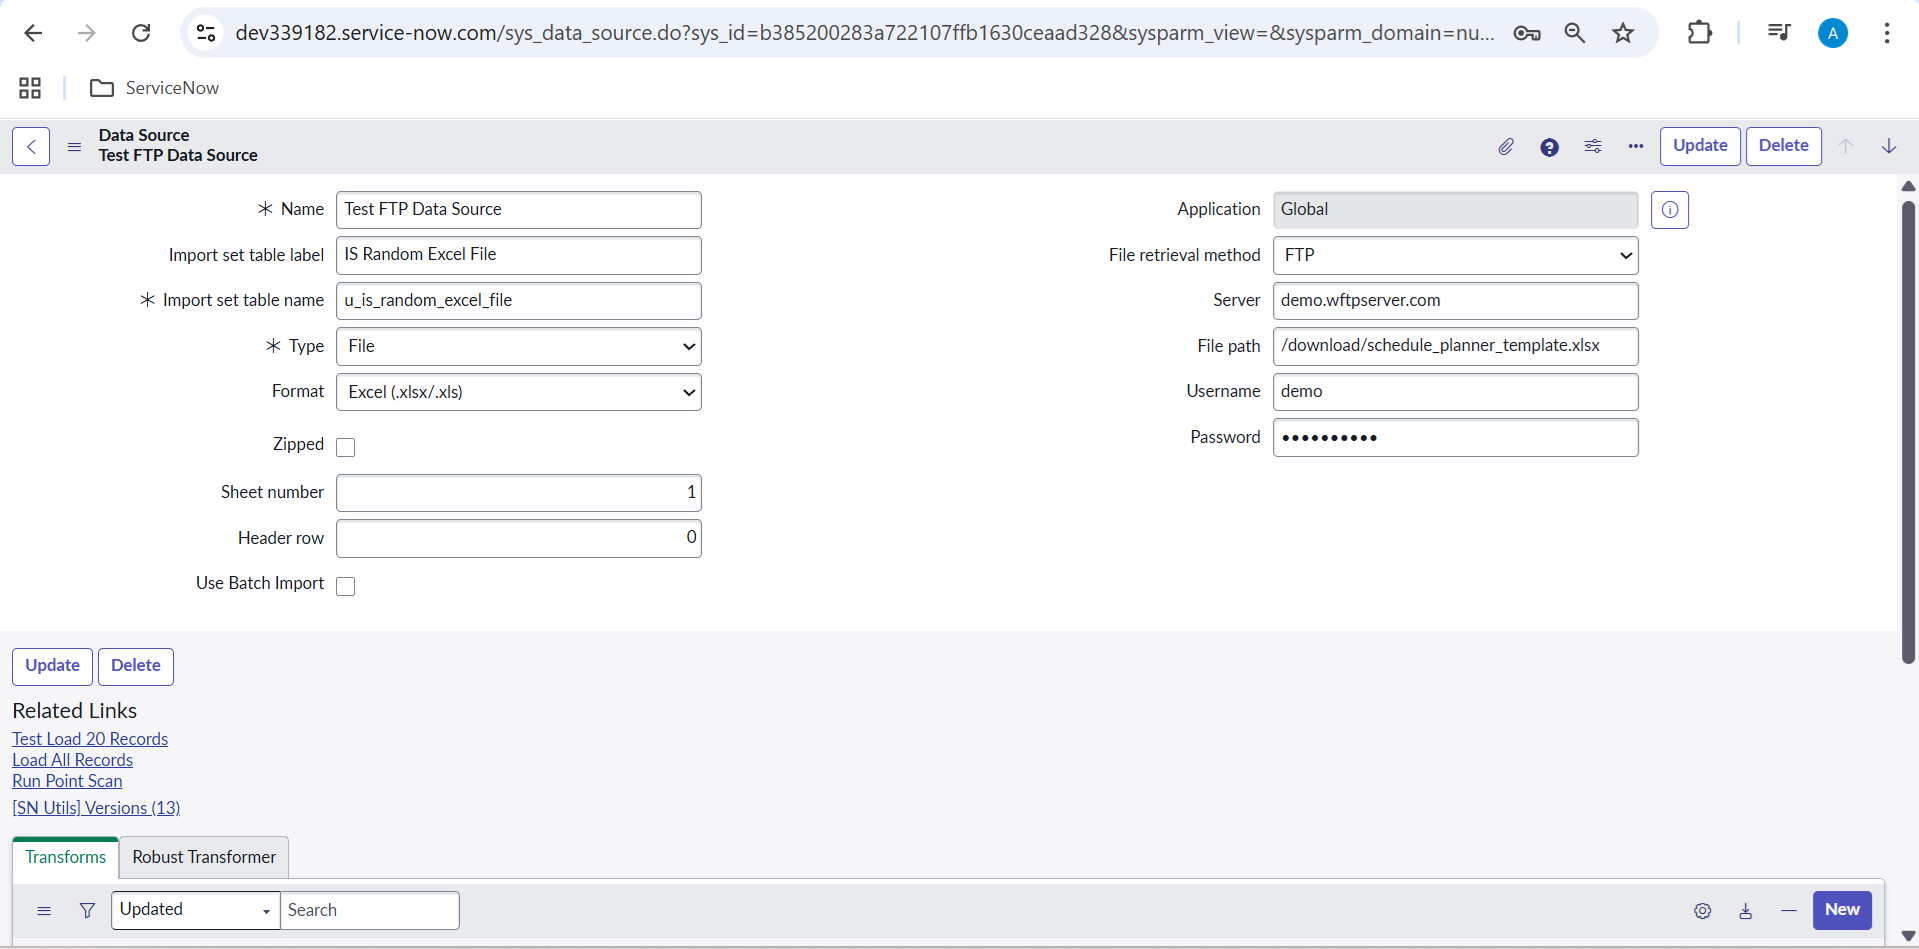 dev339182.service-now.com/sys_data_source.do?sys_id=b385200283a722107ffb1630ceaad328&sysparm_view=&sysparm_domain=nu...
A
ServiceNow
Data Source
Test FTP Data Source
Update
Delete
Name
Test FTP Data Source
Import set table label
IS Random Excel File
Import set table name
u_is_random_excel_file
Type
File
Format
Excel (.xlsx/.xls)
Zipped
Sheet number
1
Header row
0
Use Batch Import
Application
Global
File retrieval method
FTP
Server
demo.wftpserver.com
File path
/download/schedule_planner_template.xlsx
Username
demo
Password
••••••••••
Update
Delete
Related Links
Test Load 20 Records
Load All Records
Run Point Scan
[SN Utils] Versions (13)
Transforms
Robust Transformer
Updated
Search
New